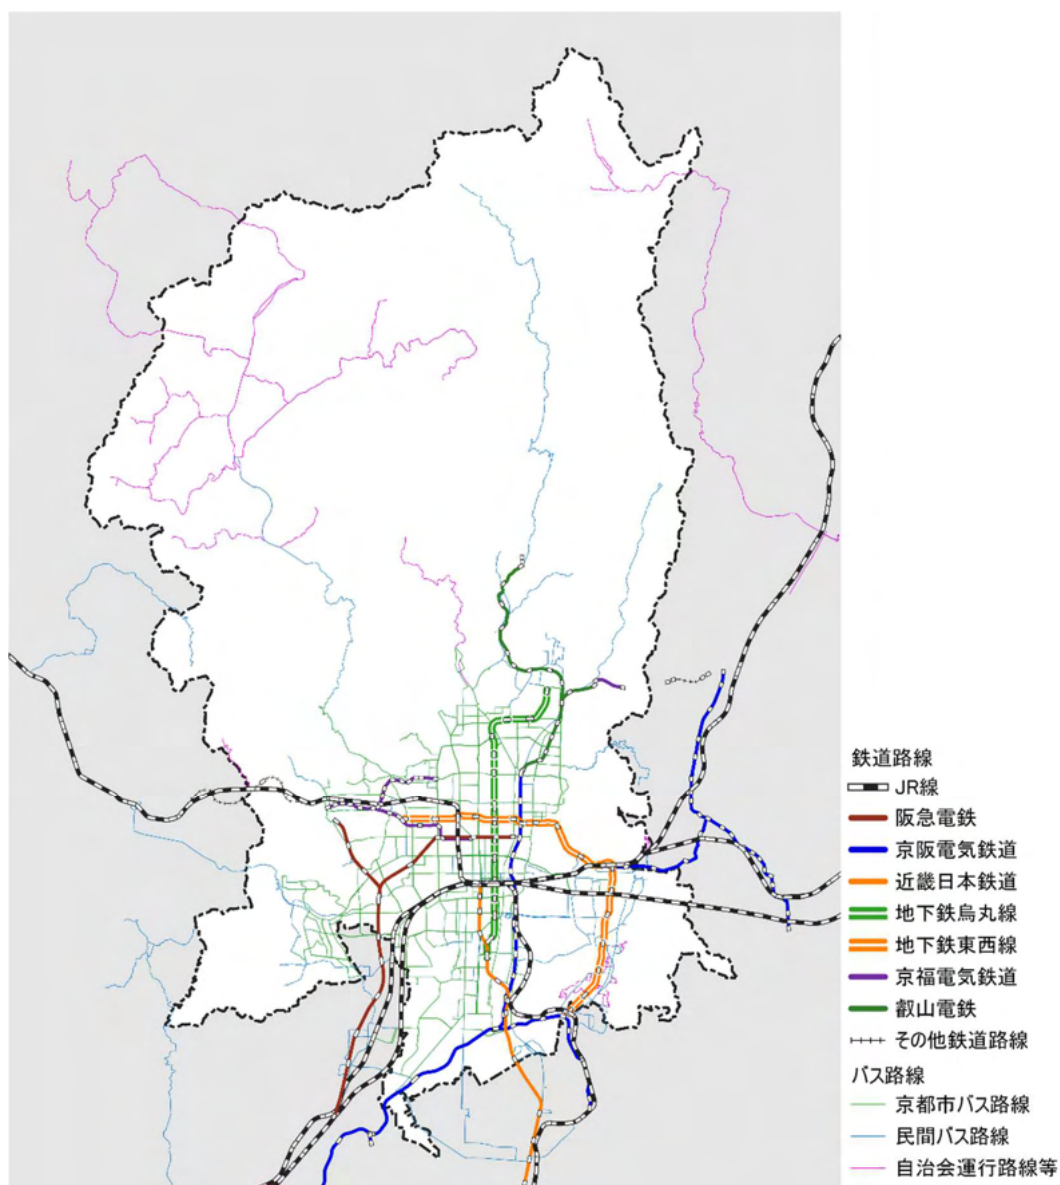 鉄道路線
JR線
阪急電鉄
京阪電気鉄道
近畿日本鉄道
地下鉄烏丸線
地下鉄東西線
京福電気鉄道
叡山電鉄
その他鉄道路線
バス路線
京都市バス路線
民間バス路線
自治会運行路線等